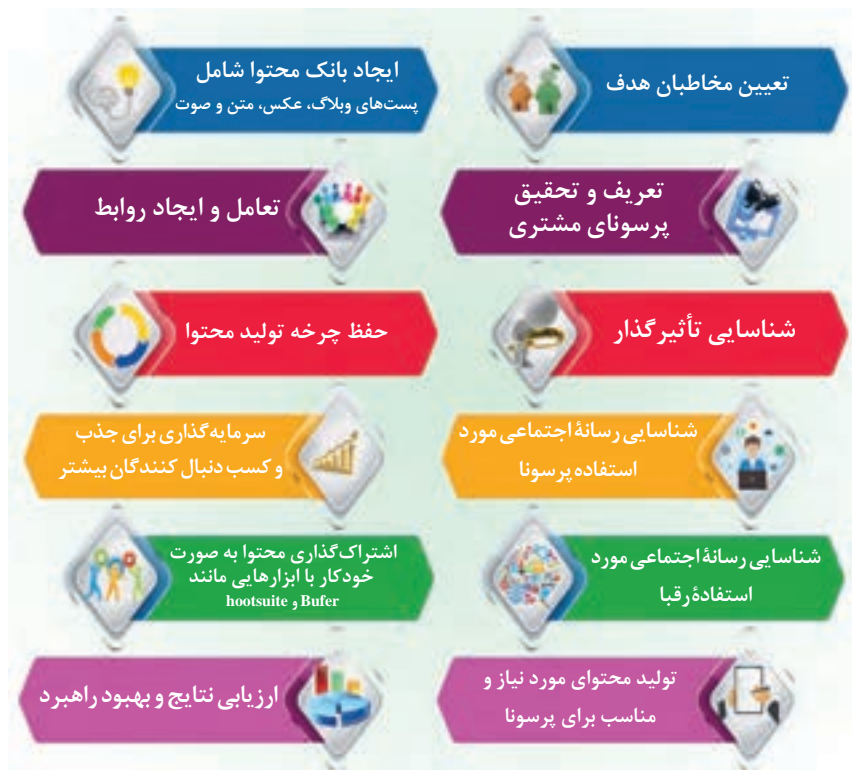 تعیین مخاطبان هدف
تعریف و تحقیق
پرسونای مشتری
شناسایی تأثیرگذار
شناسایی رسانهٔ اجتماعی مورد
استفاده پرسونا
شناسایی رسانهٔ اجتماعی مورد
استفادهٔ رقبا
تولید محتوای مورد نیاز و
مناسب برای پرسونا
ایجاد بانک محتوا شامل
پست‌های وبلاگ، عکس، متن و صوت
تعامل و ایجاد روابط
حفظ چرخه تولید محتوا
سرمایه‌گذاری برای جذب
و کسب دنبال کنندگان بیشتر
اشتراک‌گذاری محتوا به صورت
خودکار با ابزارهایی مانند
Bufer و hootsuite
ارزیابی نتایج و بهبود راهبرد